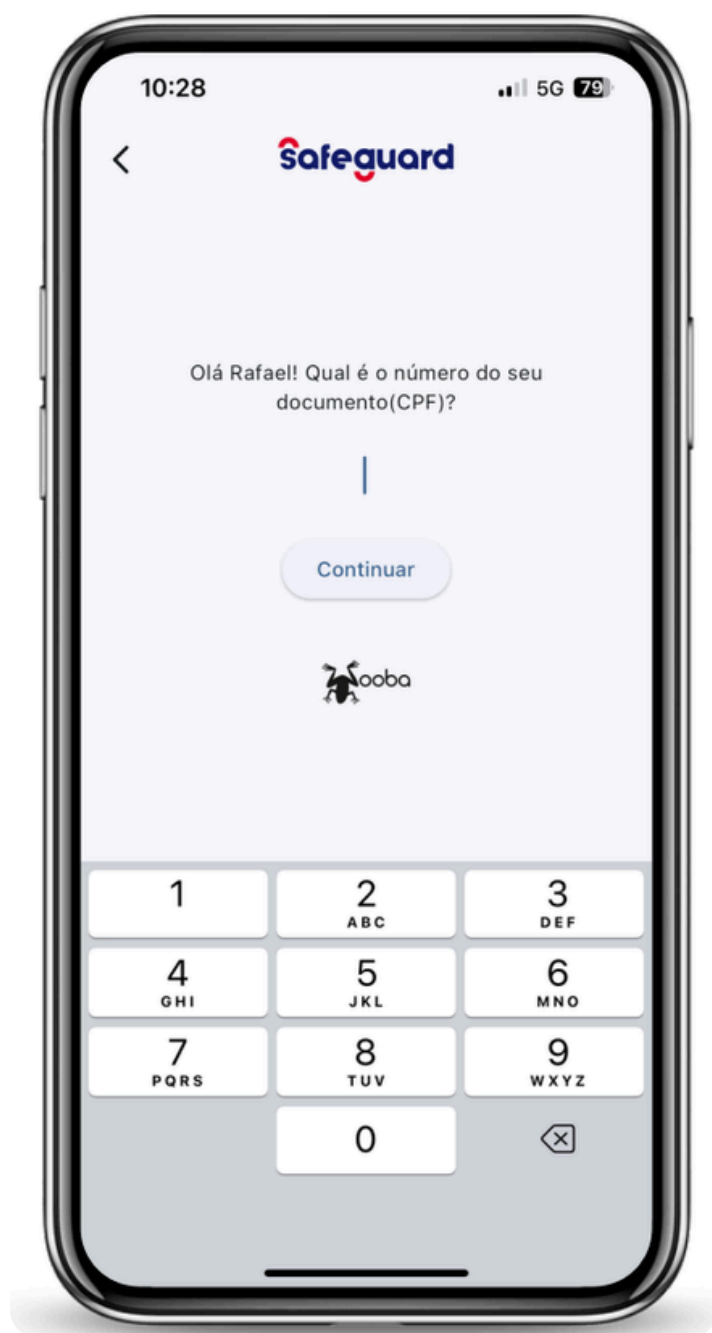 10:28
5G 79
safeguard
Olá Rafael! Qual é o número do seu
documento(CPF)?
Continuar
ooba
1
2
3
ABC
DEF
4
5
6
GHI
JKL
MNO
7
8
9
PQRS
TUV
WXYZ
0